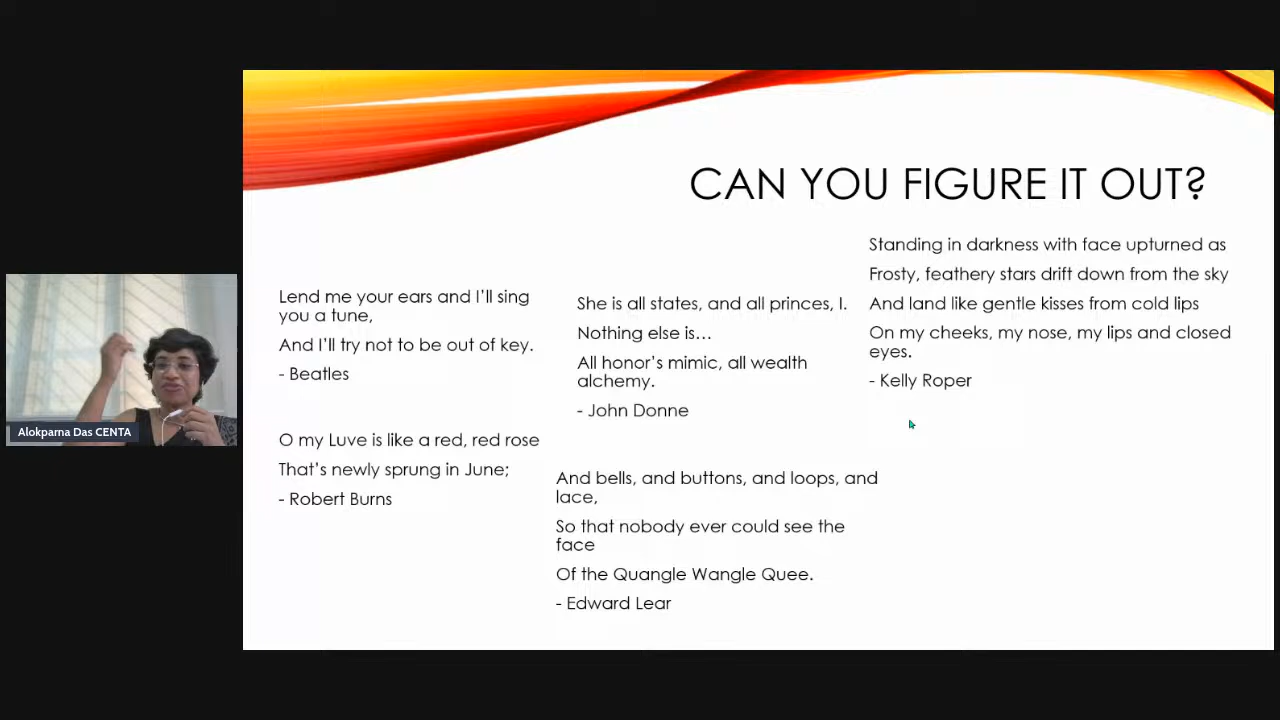 CAN YOU FIGURE IT OUT?
Lend me your ears and I'll sing
you a tune,
And I'll try not to be out of key.
- Beatles
O my Luve is like a red, red rose
That's newly sprung in June;
- Robert Burns
She is all states, and all princes, I.
Nothing else is...
All honor's mimic, all wealth
alchemy.
- John Donne
And bells, and buttons, and loops, and
lace,
So that nobody ever could see the
face
Of the Quangle Wangle Quee.
- Edward Lear
Standing in darkness with face upturned as
Frosty, feathery stars drift down from the sky
And land like gentle kisses from cold lips
On my cheeks, my nose, my lips and closed
eyes.
- Kelly Roper
Alokparna Das CENTA